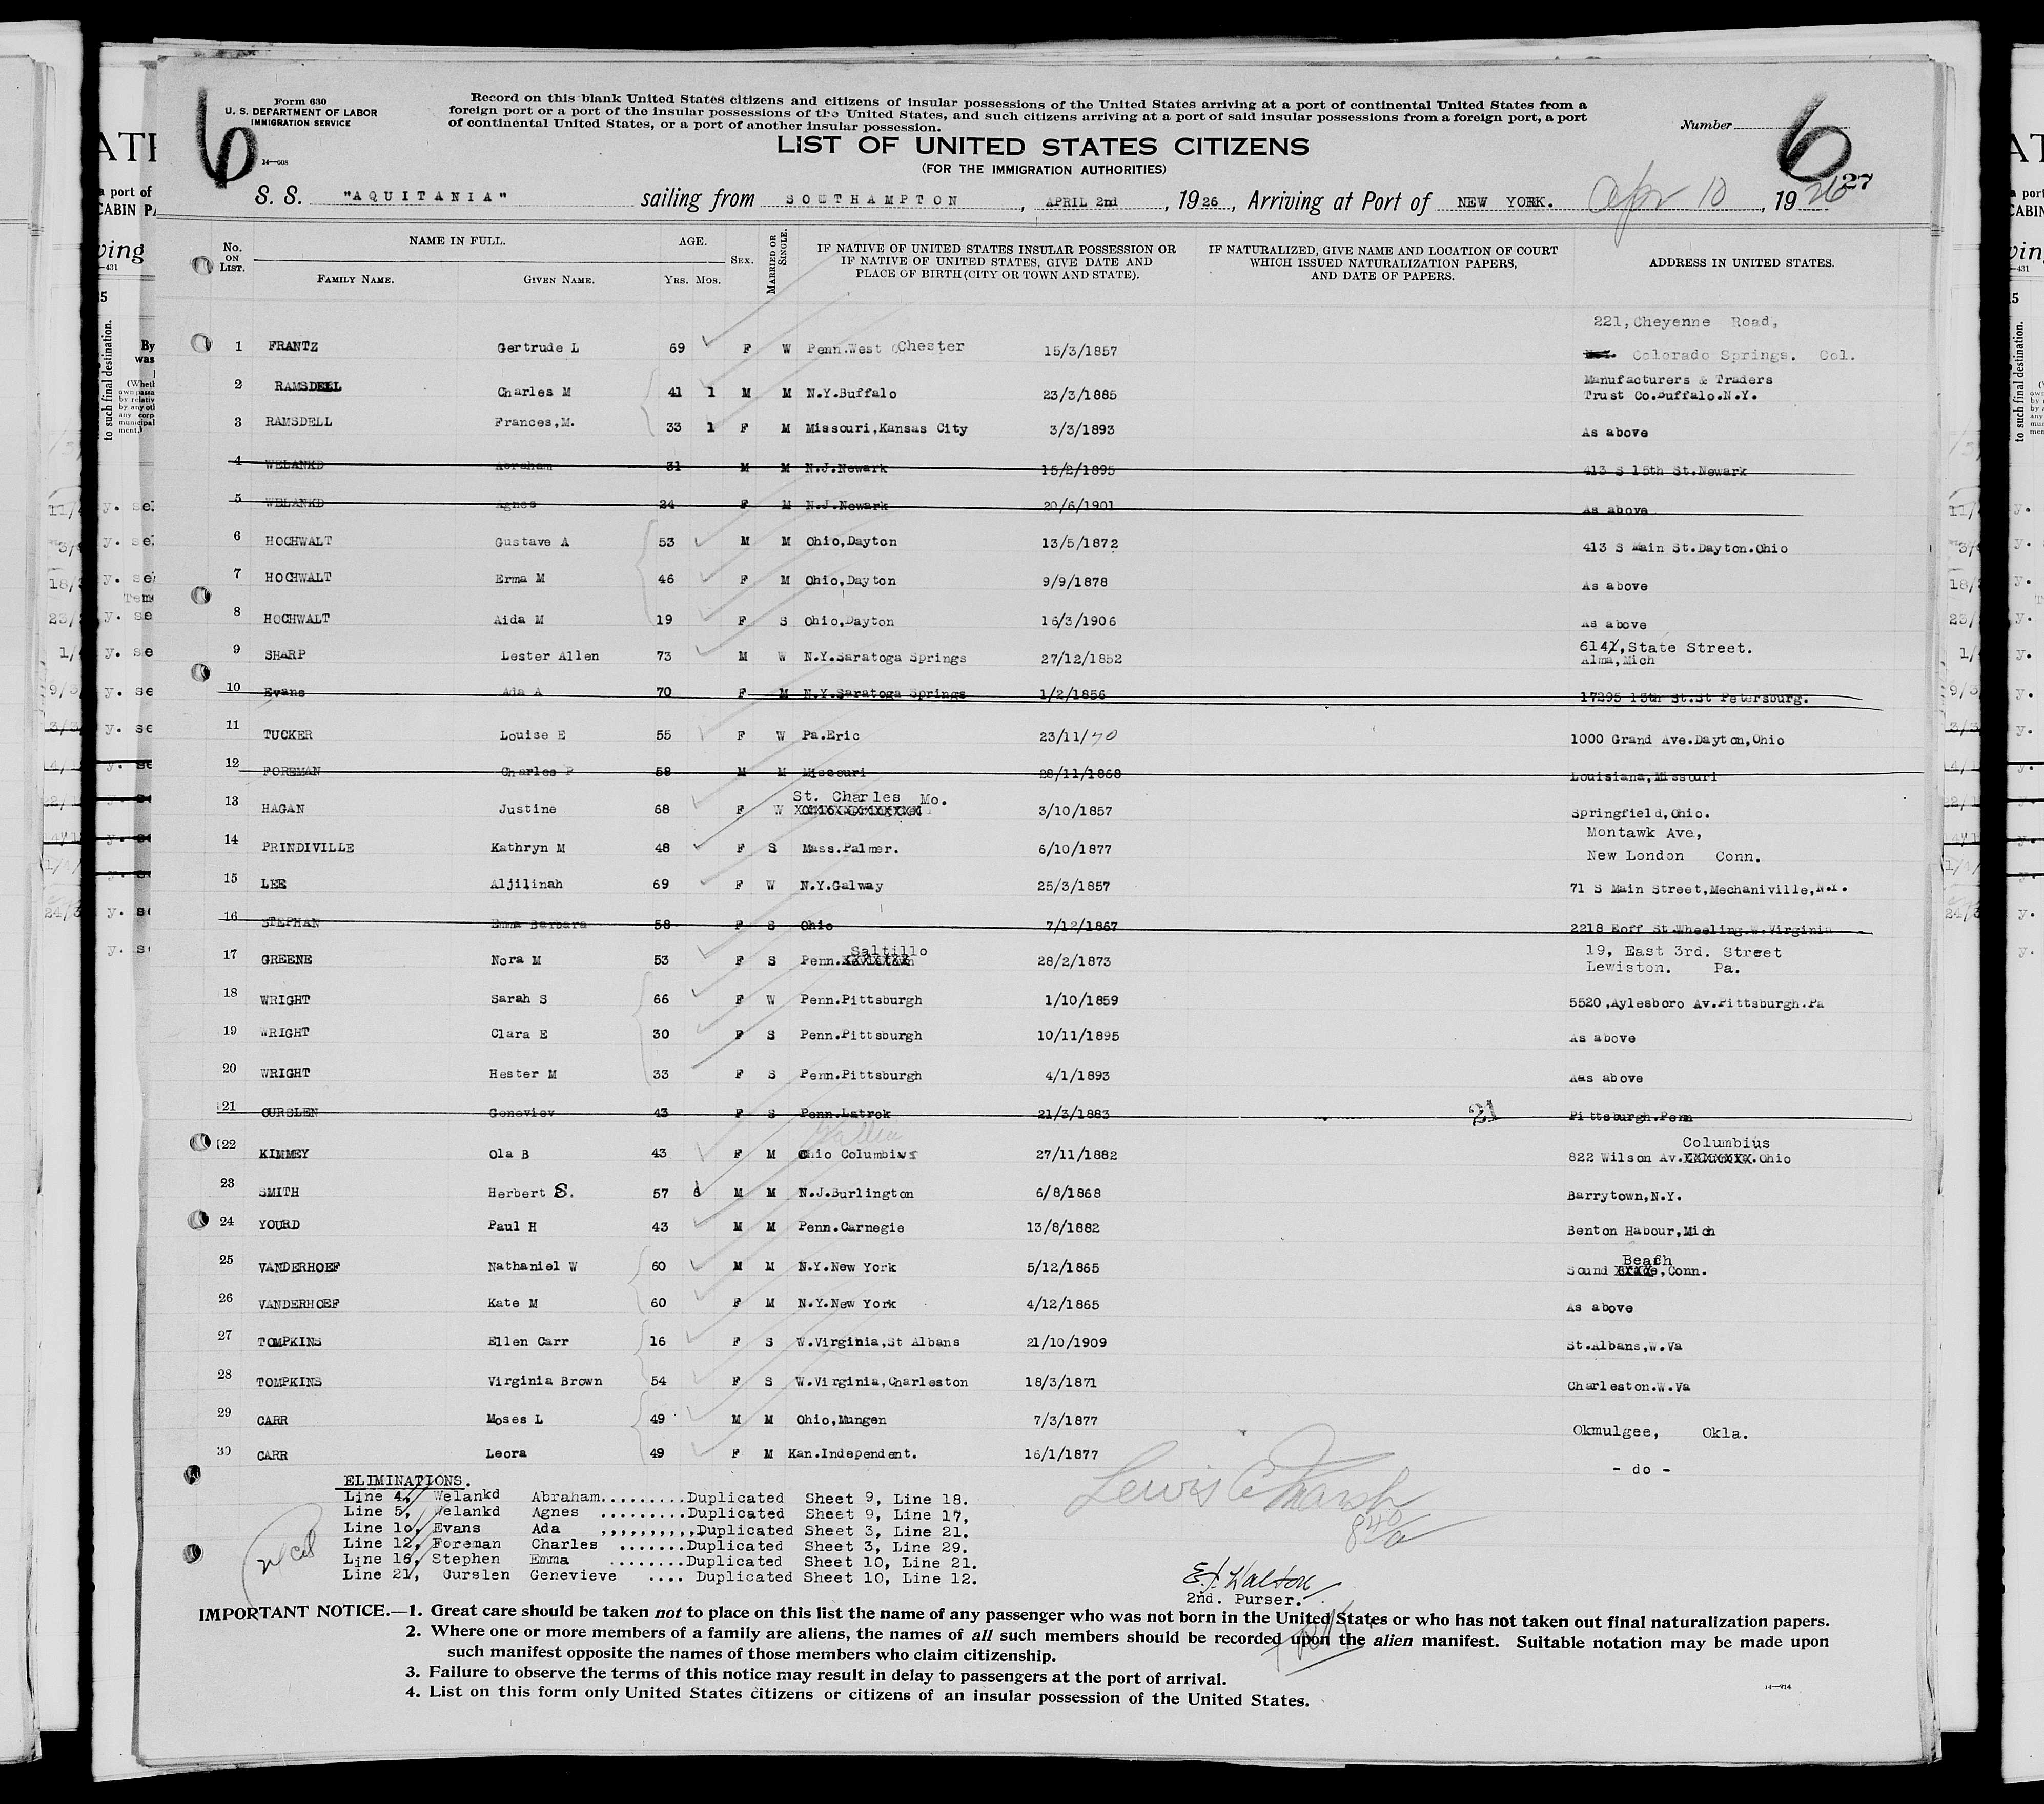 Form 630
U. S. DEPARTMENT OF LABOR
IMMIGRATION SERVICE
14—608
6
Record on this blank United States citizens and citizens of insular possessions of the United States arriving at a port of continental United States from a
foreign port or a port of the insular possessions of the United States, and such citizens arriving at a port of said insular possessions from a foreign port, a port
of continental United States, or a port of another insular possession.
Number 6
27
LIST OF UNITED STATES CITIZENS
(FOR THE IMMIGRATION AUTHORITIES)
S. S. "AQUITANIA" sailing from SOUTHAMPTON, APRIL 2nd, 1926, Arriving at Port of NEW YORK. Apr 10, 1926
No. ON LIST. NAME IN FULL. FAMILY NAME. GIVEN NAME. AGE. YRS. MOS. SEX. MARRIED OR SINGLE. IF NATIVE OF UNITED STATES INSULAR POSSESSION OR IF NATIVE OF UNITED STATES, GIVE DATE AND PLACE OF BIRTH (CITY OR TOWN AND STATE). IF NATURALIZED, GIVE NAME AND LOCATION OF COURT WHICH ISSUED NATURALIZATION PAPERS, AND DATE OF PAPERS. ADDRESS IN UNITED STATES.
221, Cheyenne Road,
1 FRANTZ Gertrude L 69 F W Penn.West Chester 15/3/1857 Colorado Springs. Col.
Manufacturers & Traders
2 RAMSDELL Charles M 41 1 M M N.Y.Buffalo 23/3/1885 Trust Co.Buffalo.N.Y.
3 RAMSDELL Frances,M. 33 1 F M Missouri,Kansas City 3/3/1893 As above
4 WELANKD Abraham 31 M M N.J.Newark 15/2/1895 413 S 15th St.Newark
5 WELANKD Agnes 24 F M N.J.Newark 20/6/1901 As above
6 HOCHWALT Gustave A 53 M M Ohio,Dayton 13/5/1872 413 S Main St.Dayton.Ohio
7 HOCHWALT Erma M 46 F M Ohio,Dayton 9/9/1878 As above
8 HOCHWALT Aida M 19 F S Ohio,Dayton 16/3/1906 As above
9 SHARP Lester Allen 73 M W N.Y.Saratoga Springs 27/12/1852 614, State Street.
Alma,Mich
10 Evans Ada A 70 F M N.Y.Saratoga Springs 1/2/1856 17295 15th St.St Petersburg.
11 TUCKER Louise E 55 F W Pa.Eric 23/11/70 1000 Grand Ave.Dayton,Ohio
12 FOREMAN Charles P 58 M M Missouri 28/11/1868 Louisiana,Missouri
St. Charles Mo.
13 HAGAN Justine 68 F W 3/10/1857 Springfield,Ohio.
Montawk Ave,
14 PRINDIVILLE Kathryn M 48 F S Mass.Palmer. 6/10/1877 New London Conn.
15 LEE Aljilinah 69 F W N.Y.Galway 25/3/1857 71 S Main Street,Mechaniville,N.Y.
16 STEPHAN Emma Barbara 58 F S Ohio 7/12/1867 2218 Eoff St.Wheeling.W.Virginia
Saltillo 19, East 3rd. Street
17 GREENE Nora M 53 F S Penn. 28/2/1873 Lewiston. Pa.
18 WRIGHT Sarah S 66 F W Penn.Pittsburgh 1/10/1859 5520,Aylesboro Av.Pittsburgh.Pa
19 WRIGHT Clara E 30 F S Penn.Pittsburgh 10/11/1895 As above
20 WRIGHT Hester M 33 F S Penn.Pittsburgh 4/1/1893 Aas above
21 OURSLEN Geneviev 43 F S Penn.Latrok 21/3/1883 21 Pittsburgh.Penn
Columbius
22 KIMMEY Ola B 43 F M Ohio Columbius 27/11/1882 822 Wilson Av. .Ohio
23 SMITH Herbert S. 57 8 M M N.J.Burlington 6/8/1868 Barrytown,N.Y.
24 YOURD Paul H 43 M M Penn.Carnegie 13/8/1882 Benton Habour,Mich
Beach
25 VANDERHOEF Nathaniel W 60 M M N.Y.New York 5/12/1865 Sound ,Conn.
26 VANDERHOEF Kate M 60 F M N.Y.New York 4/12/1865 As above
27 TOMPKINS Ellen Carr 16 F S W.Virginia,St Albans 21/10/1909 St.Albans,W.Va
28 TOMPKINS Virginia Brown 54 F S W.Virginia,Charleston 18/3/1871 Charleston.W.Va
29 CARR Moses L 49 M M Ohio,Mungen 7/3/1877 Okmulgee, Okla.
30 CARR Leora 49 F M Kan.Independent. 16/1/1877 - do -
ELIMINATIONS.
Line 4, Welankd Abraham.........Duplicated Sheet 9, Line 18.
Line 5, Welankd Agnes .........Duplicated Sheet 9, Line 17,
Line 10, Evans Ada ,,,,,,,,,,Duplicated Sheet 3, Line 21.
Line 12, Foreman Charles .......Duplicated Sheet 3, Line 29.
Line 16, Stephen Emma ........Duplicated Sheet 10, Line 21.
Line 21, Ourslen Genevieve .... Duplicated Sheet 10, Line 12.
Lewis C Marsh
E. J. Walton
2nd. Purser.
IMPORTANT NOTICE.—1. Great care should be taken not to place on this list the name of any passenger who was not born in the United States or who has not taken out final naturalization papers.
2. Where one or more members of a family are aliens, the names of all such members should be recorded upon the alien manifest. Suitable notation may be made upon
such manifest opposite the names of those members who claim citizenship.
3. Failure to observe the terms of this notice may result in delay to passengers at the port of arrival.
4. List on this form only United States citizens or citizens of an insular possession of the United States.
14—914